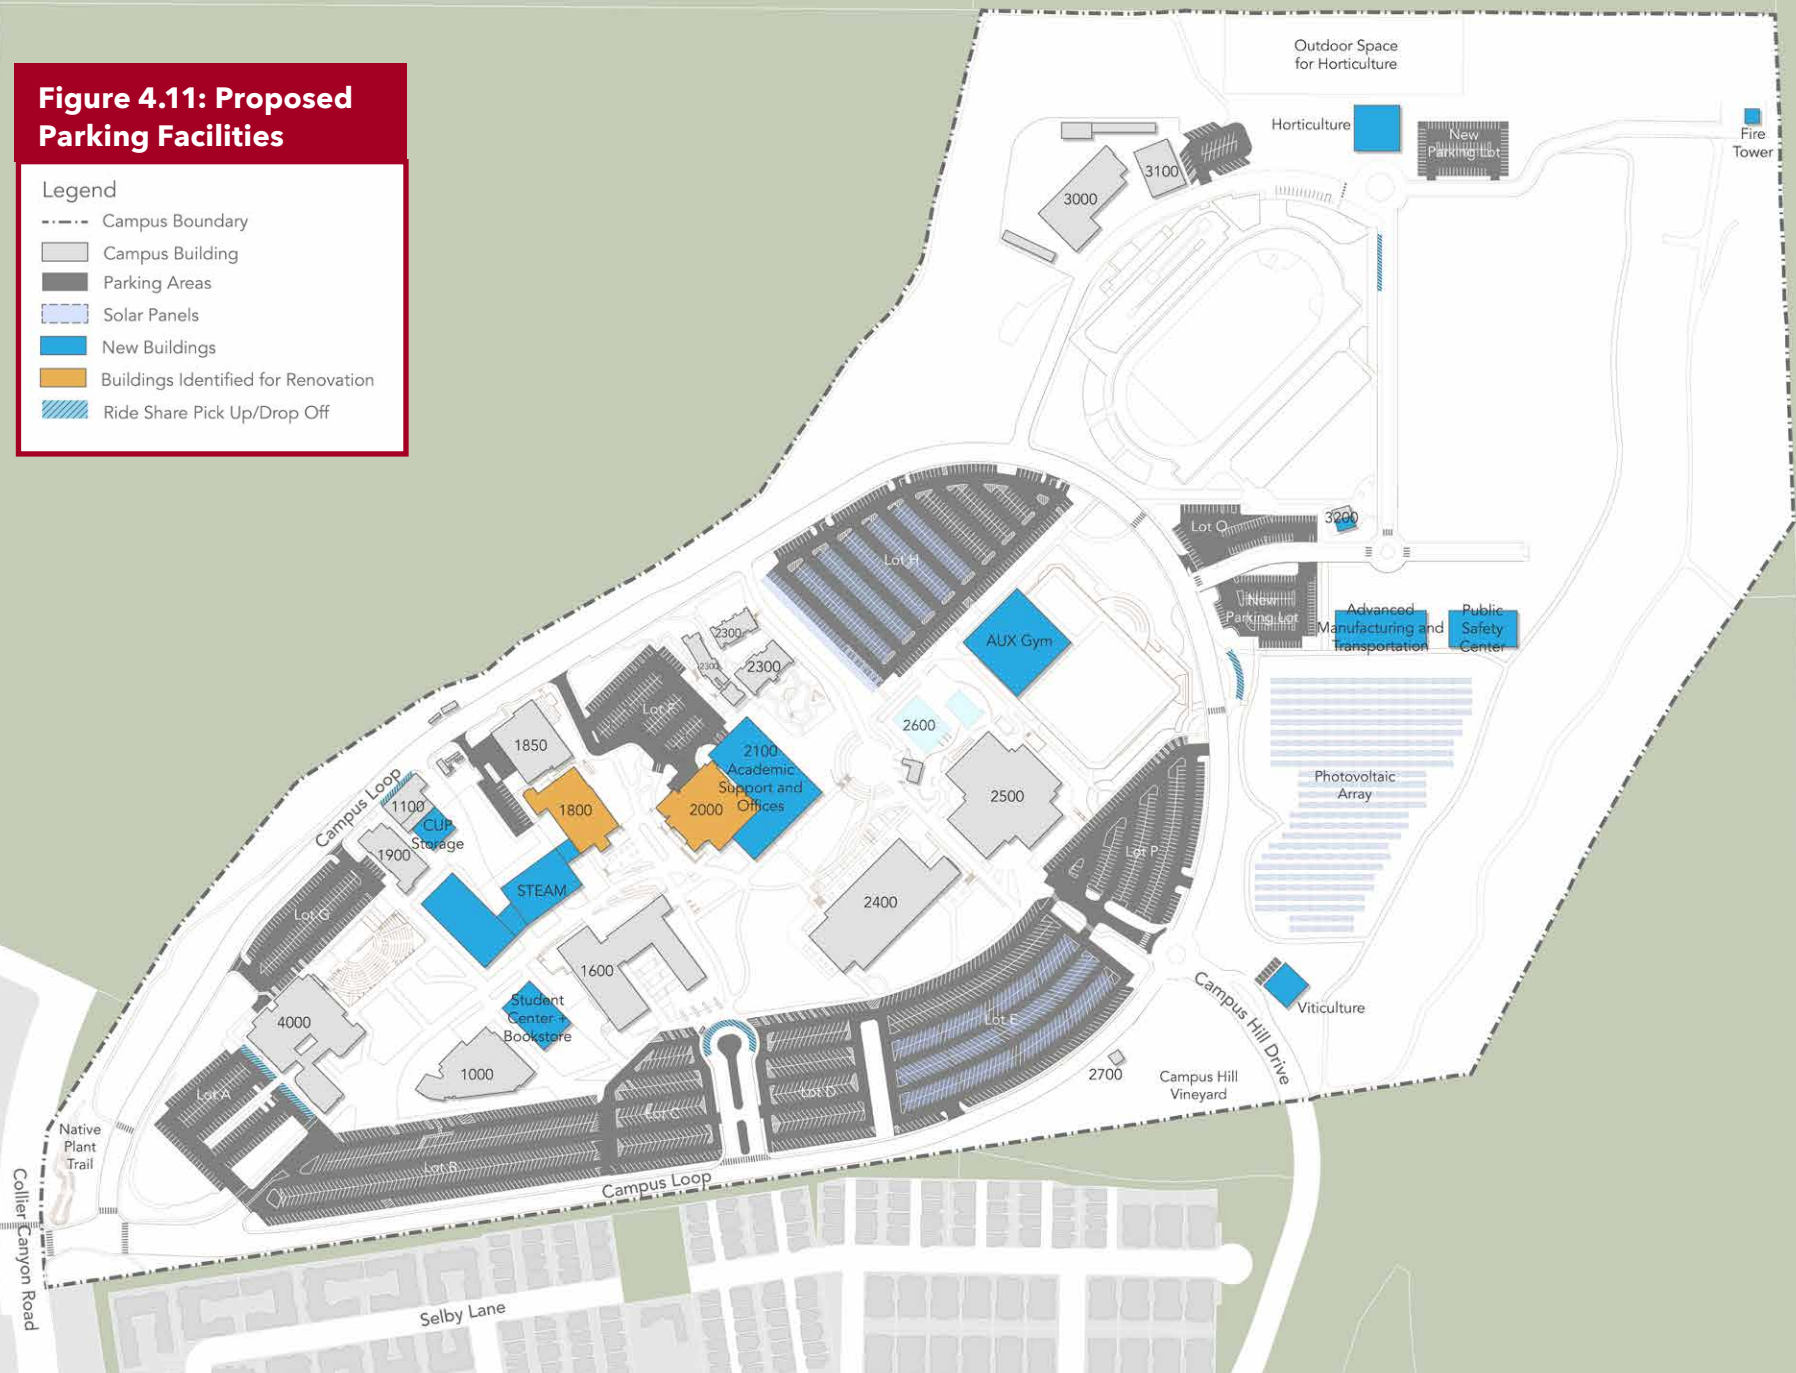 Figure 4.11: Proposed
Parking Facilities
Legend
Campus Boundary
Campus Building
Parking Areas
Solar Panels
New Buildings
Buildings Identified for Renovation
Ride Share Pick Up/Drop Off
Outdoor Space
for Horticulture
Horticulture
New
Parking Lot
Fire
Tower
3100
3000
Lot H
Lot O
3200
New
Parking Lot
Advanced
Manufacturing and
Transportation
Public
Safety
Center
AUX Gym
2300
2300
2300
Lot F
2600
1850
2100
Academic
Support and
Offices
Photovoltaic
Array
Campus Loop
1100
CUP
Storage
1800
2000
2500
1900
Lot P
STEAM
2400
Lot G
1600
4000
Student
Center +
Bookstore
Lot E
Campus Hill Drive
Viticulture
1000
2700
Campus Hill
Vineyard
Lot A
Lot C
Lot D
Native
Plant
Trail
Lot B
Campus Loop
Collier Canyon Road
Selby Lane